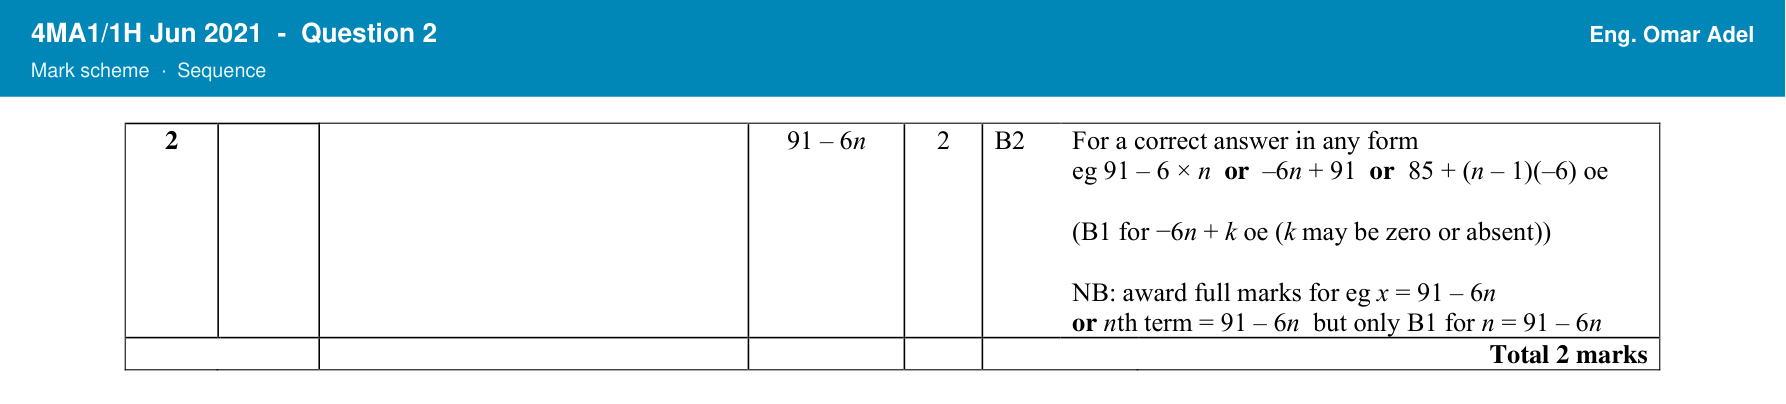 4MA1/1H Jun 2021 - Question 2
Eng. Omar Adel
Mark scheme · Sequence
2 91 – 6n 2 B2 For a correct answer in any form
eg 91 – 6 × n or –6n + 91 or 85 + (n – 1)(–6) oe
(B1 for −6n + k oe (k may be zero or absent))
NB: award full marks for eg x = 91 – 6n
or nth term = 91 – 6n but only B1 for n = 91 – 6n
Total 2 marks